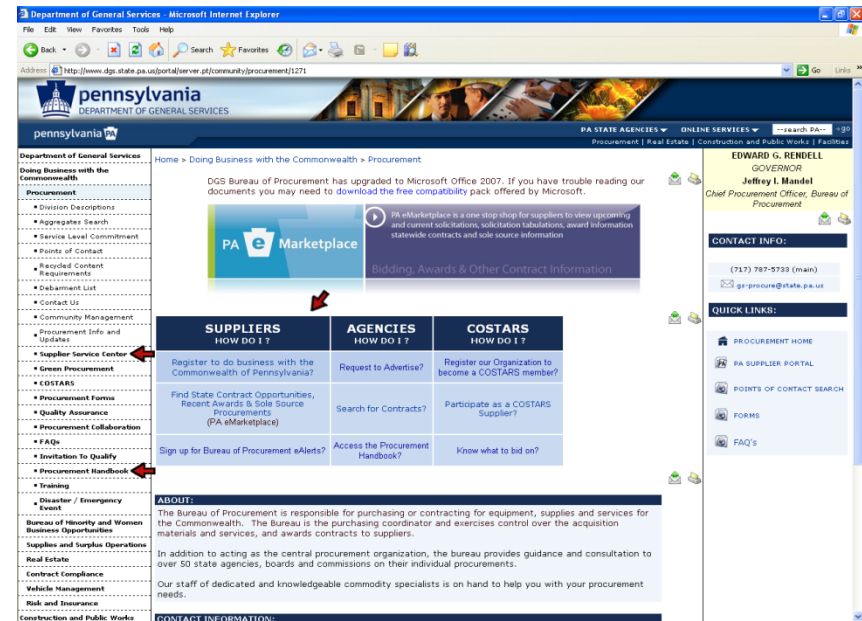 Department of General Services - Microsoft Internet Explorer
File Edit View Favorites Tools Help
Back Search Favorites
Address http://www.dgs.state.pa.us/portal/server.pt/community/procurement/1271 Go Links »
pennsylvania
DEPARTMENT OF GENERAL SERVICES
pennsylvania PA
PA STATE AGENCIES ONLINE SERVICES --search PA-- go
Procurement | Real Estate | Construction and Public Works | Facilities
Department of General Services
Doing Business with the
Commonwealth
Procurement
Division Descriptions
Aggregates Search
Service Level Commitment
Points of Contact
Recycled Content
Requirements
Debarment List
Contact Us
Community Management
Procurement Info and
Updates
Supplier Service Center
Green Procurement
COSTARS
Procurement Forms
Quality Assurance
Procurement Collaboration
FAQs
Invitation To Qualify
Procurement Handbook
Training
Disaster / Emergency
Event
Bureau of Minority and Women
Business Opportunities
Supplies and Surplus Operations
Real Estate
Contract Compliance
Vehicle Management
Risk and Insurance
Construction and Public Works
Home > Doing Business with the Commonwealth > Procurement
DGS Bureau of Procurement has upgraded to Microsoft Office 2007. If you have trouble reading our
documents you may need to download the free compatibility pack offered by Microsoft.
PA e Marketplace
PA eMarketplace is a one stop shop for suppliers to view upcoming
and current solicitations, solicitation tabulations, award information
statewide contracts and sole source information
Bidding, Awards & Other Contract Information
SUPPLIERS
HOW DO I ?
Register to do business with the
Commonwealth of Pennsylvania?
Find State Contract Opportunities,
Recent Awards & Sole Source
Procurements
(PA eMarketplace)
Sign up for Bureau of Procurement eAlerts?
AGENCIES
HOW DO I ?
Request to Advertise?
Search for Contracts?
Access the Procurement
Handbook?
COSTARS
HOW DO I ?
Register our Organization to
become a COSTARS member?
Participate as a COSTARS
Supplier?
Know what to bid on?
ABOUT:
The Bureau of Procurement is responsible for purchasing or contracting for equipment, supplies and services for
the Commonwealth. The Bureau is the purchasing coordinator and exercises control over the acquisition
materials and services, and awards contracts to suppliers.
In addition to acting as the central procurement organization, the bureau provides guidance and consultation to
over 50 state agencies, boards and commissions on their individual procurements.
Our staff of dedicated and knowledgeable commodity specialists is on hand to help you with your procurement
needs.
CONTACT INFORMATION:
EDWARD G. RENDELL
GOVERNOR
Jeffrey I. Mandel
Chief Procurement Officer, Bureau of
Procurement
CONTACT INFO:
(717) 787-5733 (main)
gs-procure@state.pa.us
QUICK LINKS:
PROCUREMENT HOME
PA SUPPLIER PORTAL
POINTS OF CONTACT SEARCH
FORMS
FAQ'S